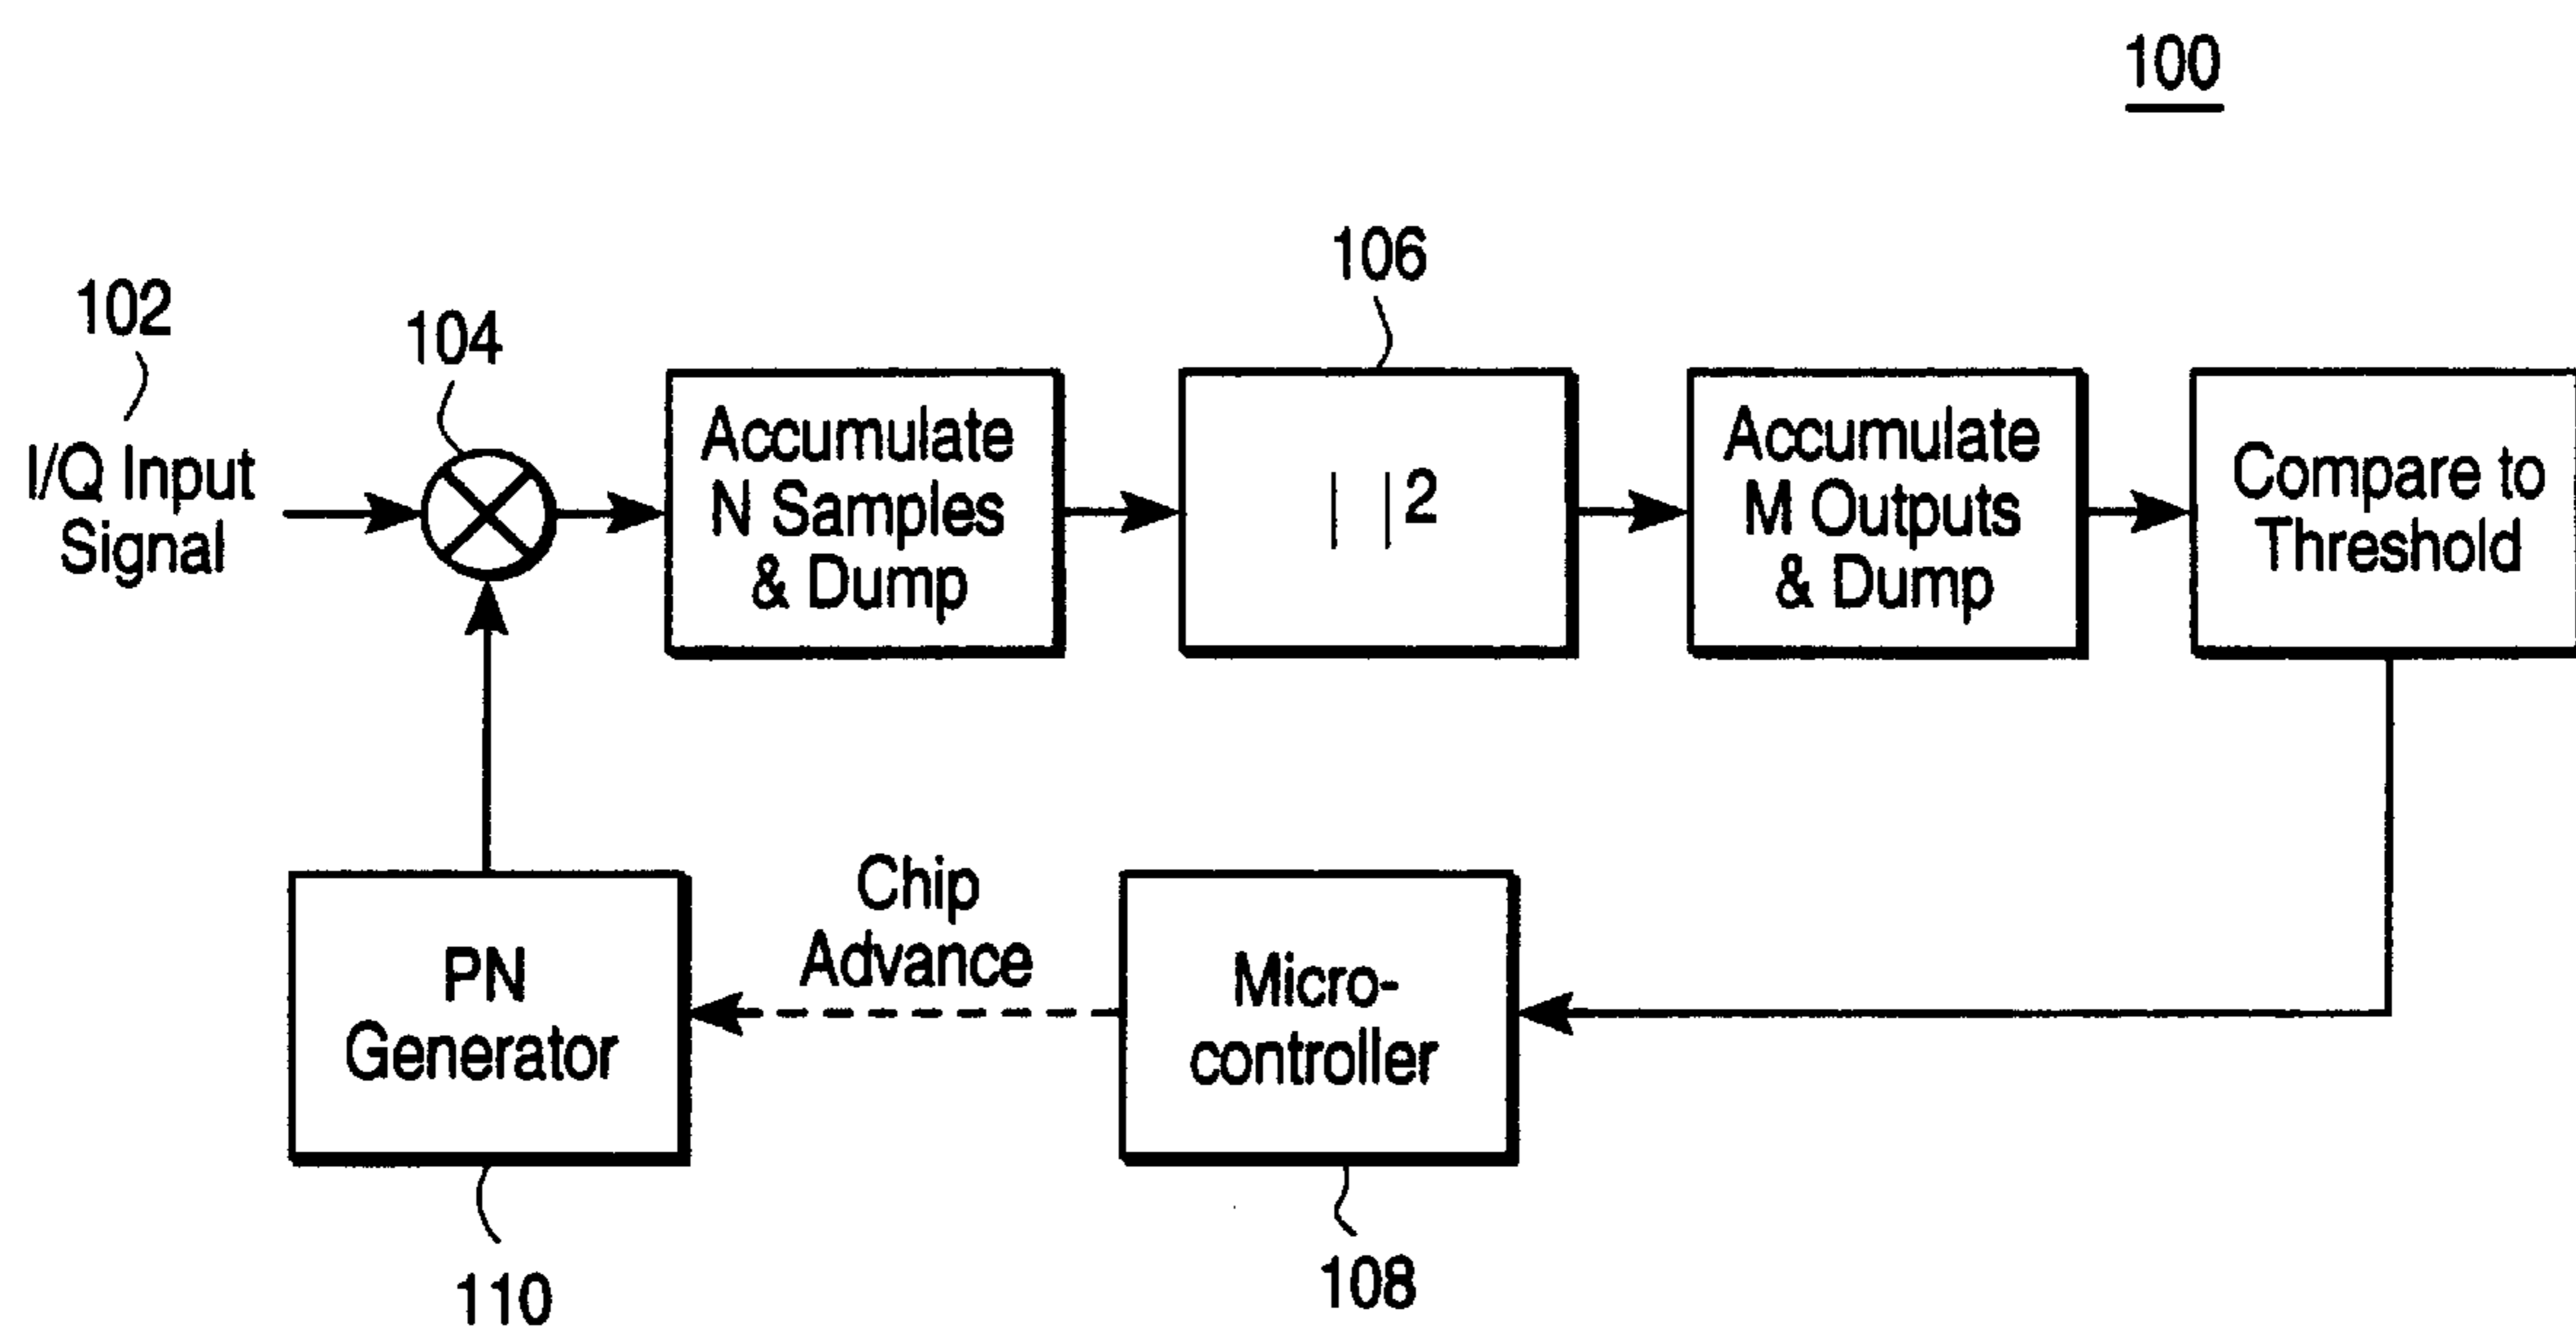 100
102
I/Q Input
Signal
104
Accumulate
N Samples
& Dump
106
| |2
Accumulate
M Outputs
& Dump
Compare to
Threshold
PN
Generator
110
Chip
Advance
Micro-
controller
108